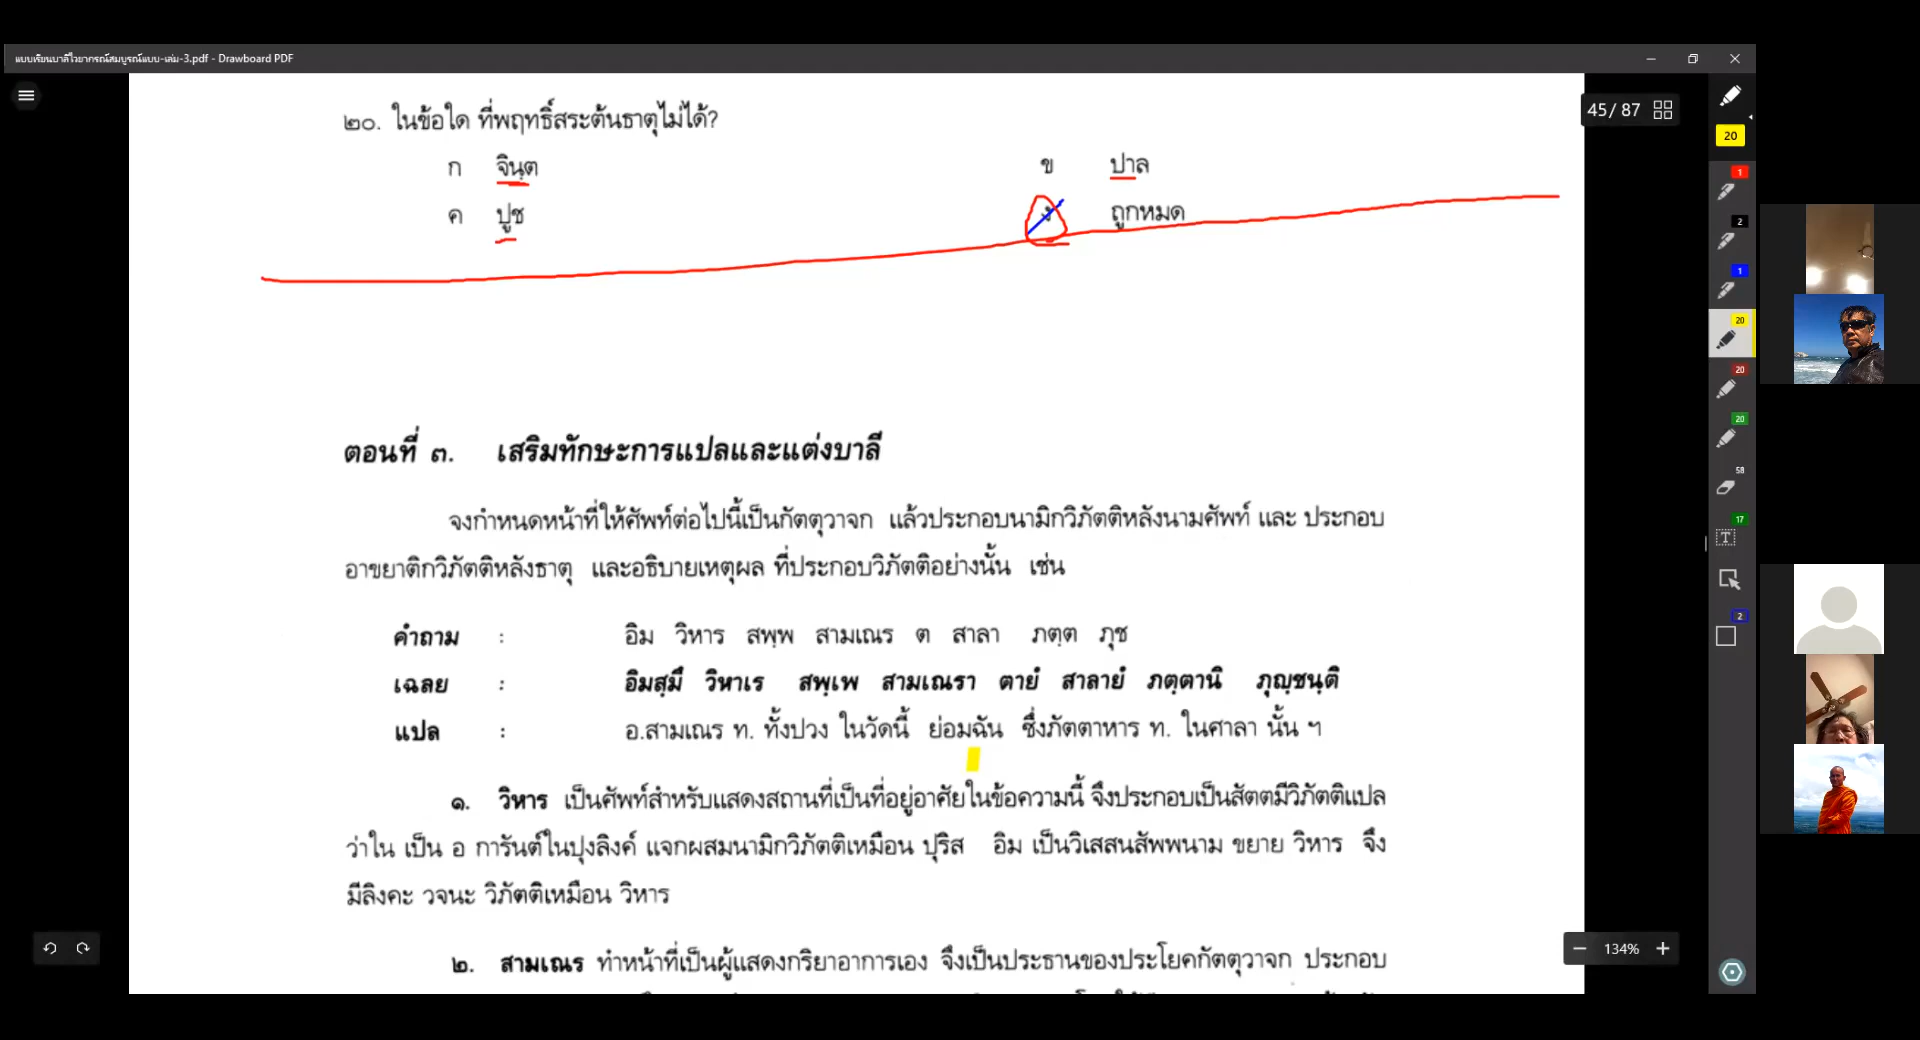 แบบเรียนบาลีไวยากรณ์สมบูรณ์แบบ-เล่ม-3.pdf - Drawboard PDF
45 / 87
๒๐. ในข้อใด ที่พฤทธิ์สระต้นธาตุไม่ได้?
ก จินฺต ข ปาล
ค ปูช ง ถูกหมด
ตอนที่ ๓. เสริมทักษะการแปลและแต่งบาลี
จงกำหนดหน้าที่ให้ศัพท์ต่อไปนี้เป็นกัตตุวาจก แล้วประกอบนามิกวิภัตติหลังนามศัพท์ และ ประกอบ
อาขยาติกวิภัตติหลังธาตุ และอธิบายเหตุผล ที่ประกอบวิภัตติอย่างนั้น เช่น
คำถาม : อิม วิหาร สพฺพ สามเณร ต สาลา ภตฺต ภุช
เฉลย : อิมสฺมึ วิหาเร สพฺเพ สามเณรา ตายํ สาลายํ ภตฺตานิ ภุญฺชนฺติ
แปล : อ.สามเณร ท. ทั้งปวง ในวัดนี้ ย่อมฉัน ซึ่งภัตตาหาร ท. ในศาลา นั้น ฯ
๑. วิหาร เป็นศัพท์สำหรับแสดงสถานที่เป็นที่อยู่อาศัยในข้อความนี้ จึงประกอบเป็นสัตตมีวิภัตติแปล
ว่าใน เป็น อ การันต์ในปุงลิงค์ แจกผสมนามิกวิภัตติเหมือน ปุริส อิม เป็นวิเสสนสัพพนาม ขยาย วิหาร จึง
มีลิงคะ วจนะ วิภัตติเหมือน วิหาร
๒. สามเณร ทำหน้าที่เป็นผู้แสดงกริยาอาการเอง จึงเป็นประธานของประโยคกัตตุวาจก ประกอบ
134%
20
1
2
1
20
20
20
58
17
T
2